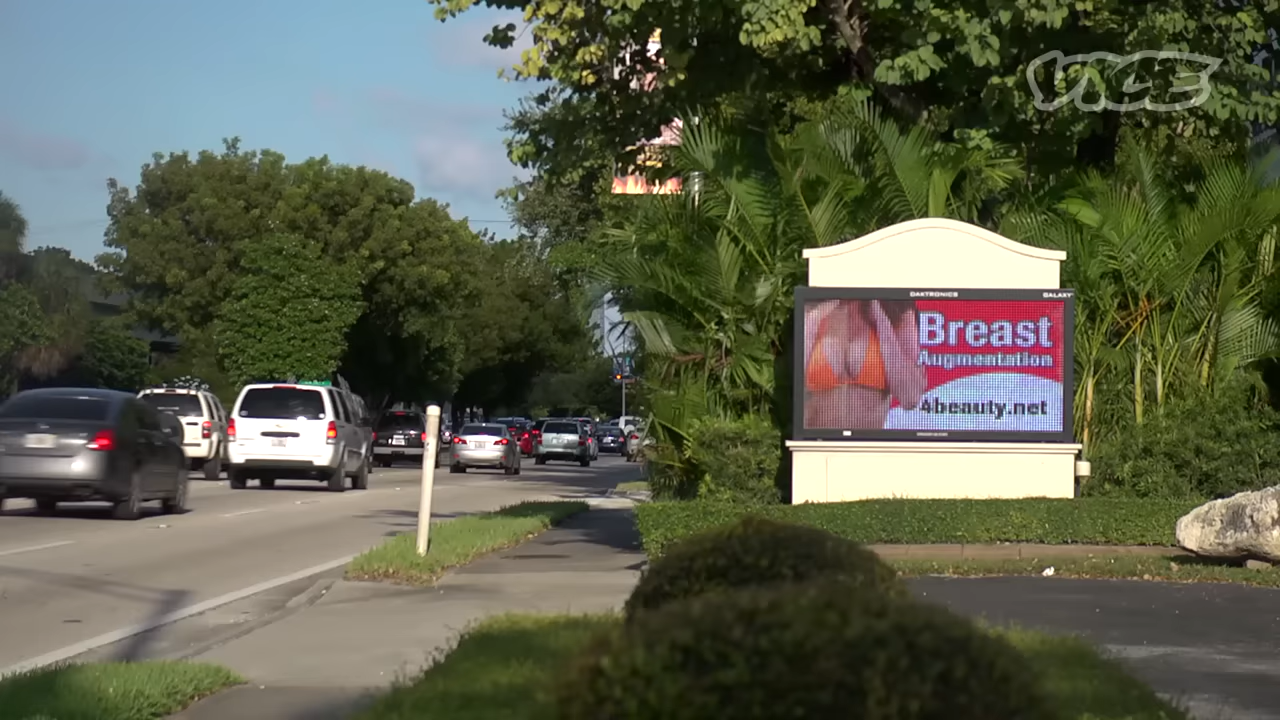 VICE
DAKTRONICS GALAXY
Breast
Augmentation
4beauty.net